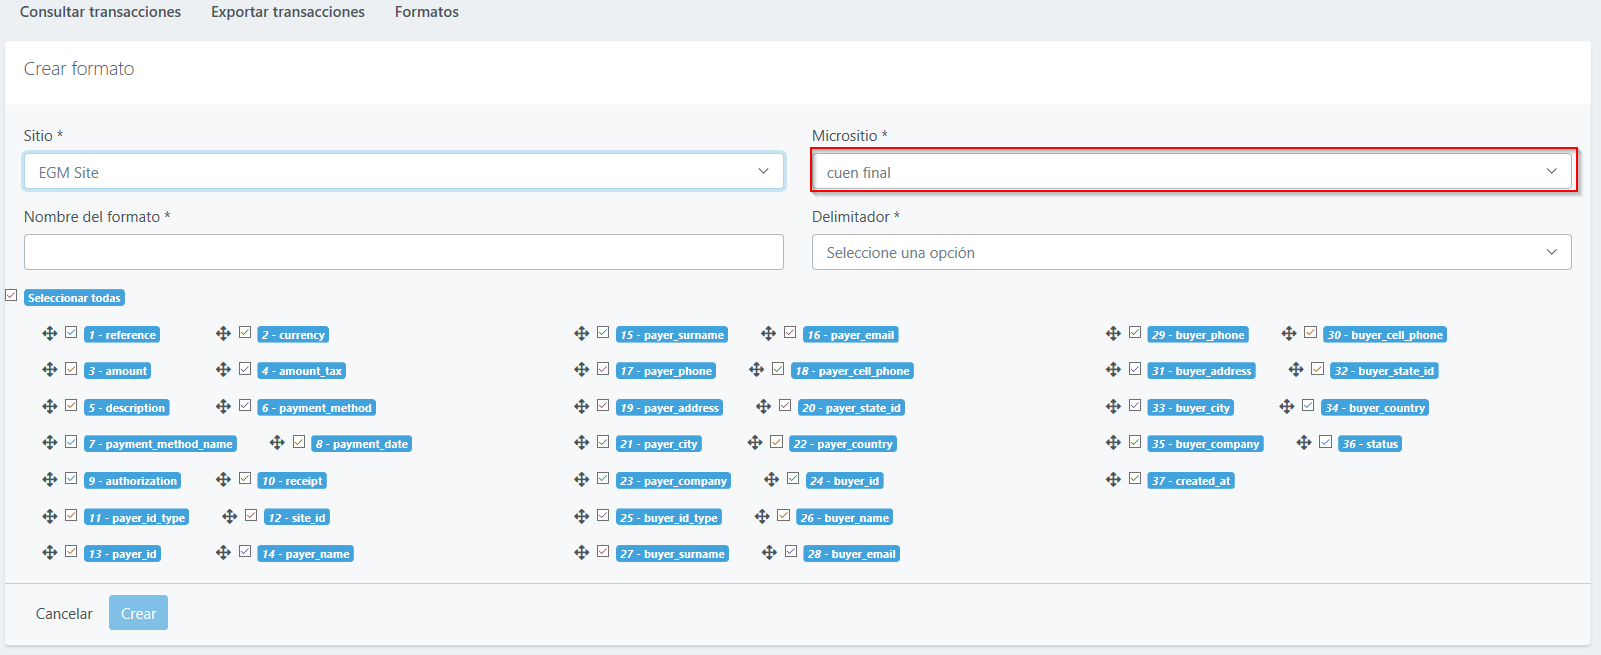 Consultar transacciones Exportar transacciones Formatos
Crear formato
Sitio * Micrositio *
EGM Site cuen final
Nombre del formato * Delimitador *
Seleccione una opción
Seleccionar todas
1 - reference 2 - currency 15 - payer_surname 16 - payer_email 29 - buyer_phone 30 - buyer_cell_phone
3 - amount 4 - amount_tax 17 - payer_phone 18 - payer_cell_phone 31 - buyer_address 32 - buyer_state_id
5 - description 6 - payment_method 19 - payer_address 20 - payer_state_id 33 - buyer_city 34 - buyer_country
7 - payment_method_name 8 - payment_date 21 - payer_city 22 - payer_country 35 - buyer_company 36 - status
9 - authorization 10 - receipt 23 - payer_company 24 - buyer_id 37 - created_at
11 - payer_id_type 12 - site_id 25 - buyer_id_type 26 - buyer_name
13 - payer_id 14 - payer_name 27 - buyer_surname 28 - buyer_email
Cancelar Crear